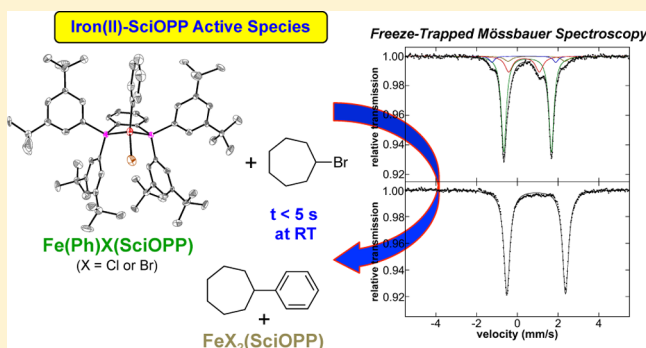 Iron(II)-SciOPP Active Species
Freeze-Trapped Mössbauer Spectroscopy
1.00
0.98
0.96
0.94
0.92
relative transmission
+
Br
t < 5 s
at RT
Fe(Ph)X(SciOPP)
(X = Cl or Br)
+
FeX2(SciOPP)
1.00
0.98
0.96
0.94
0.92
relative transmission
-4 -2 0 2 4
velocity (mm/s)